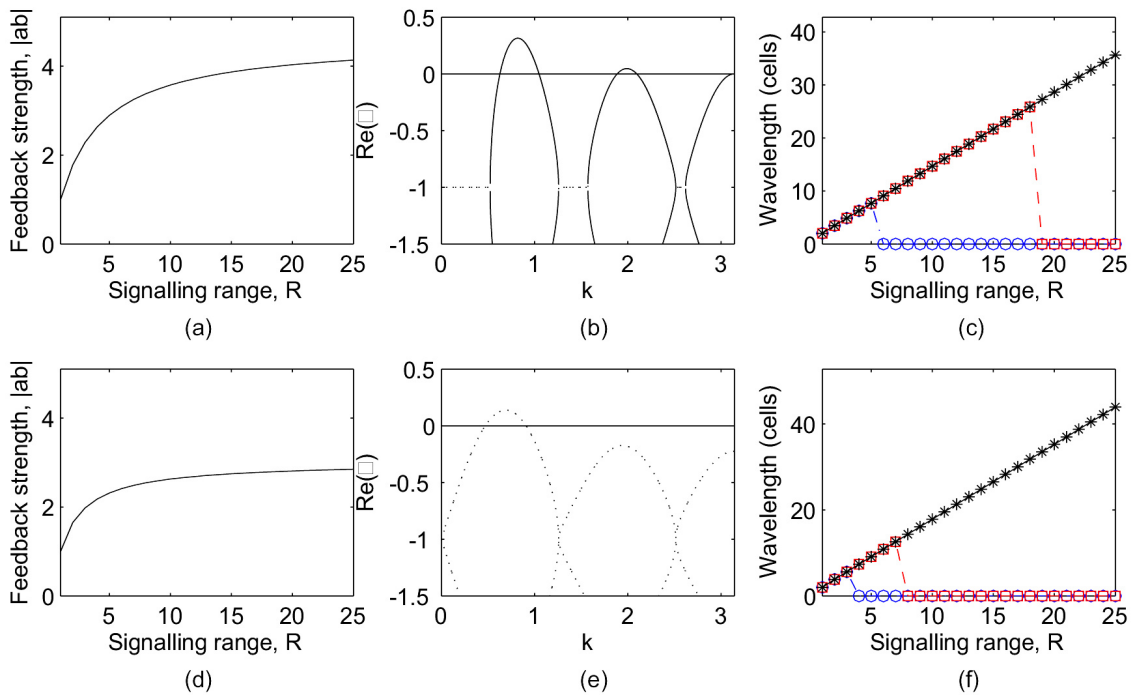 Feedback strength, |ab|
4
2
0
5 10 15 20 25
Signalling range, R
(a)
Re(□)
0.5
0
-0.5
-1
-1.5
0 1 2 3
k
(b)
Wavelength (cells)
40
30
20
10
0
5 10 15 20 25
Signalling range, R
(c)
Feedback strength, |ab|
4
2
0
5 10 15 20 25
Signalling range, R
(d)
Re(□)
0.5
0
-0.5
-1
-1.5
0 1 2 3
k
(e)
Wavelength (cells)
40
20
0
5 10 15 20 25
Signalling range, R
(f)